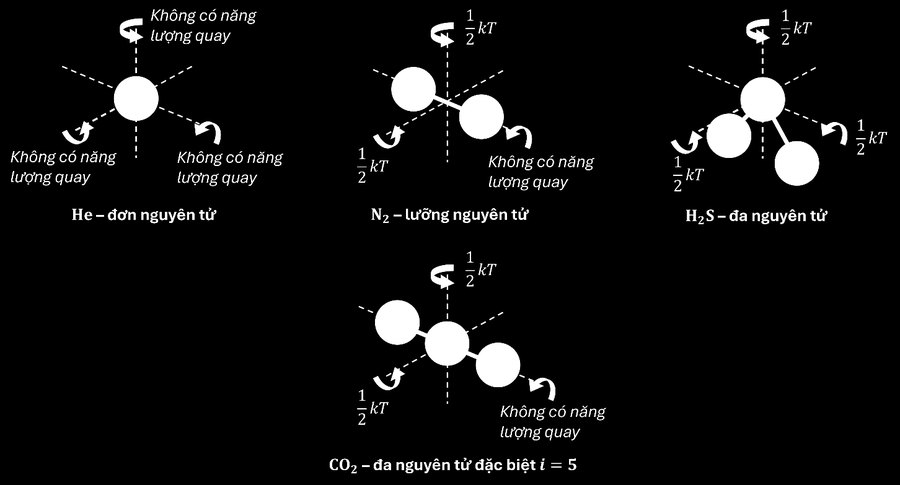 Không có năng
lượng quay
Không có năng
lượng quay
Không có năng
lượng quay
He – đơn nguyên tử
1/2 kT
1/2 kT
Không có năng
lượng quay
N₂ – lưỡng nguyên tử
1/2 kT
1/2 kT
1/2 kT
H₂S – đa nguyên tử
1/2 kT
1/2 kT
Không có năng
lượng quay
CO₂ – đa nguyên tử đặc biệt i = 5